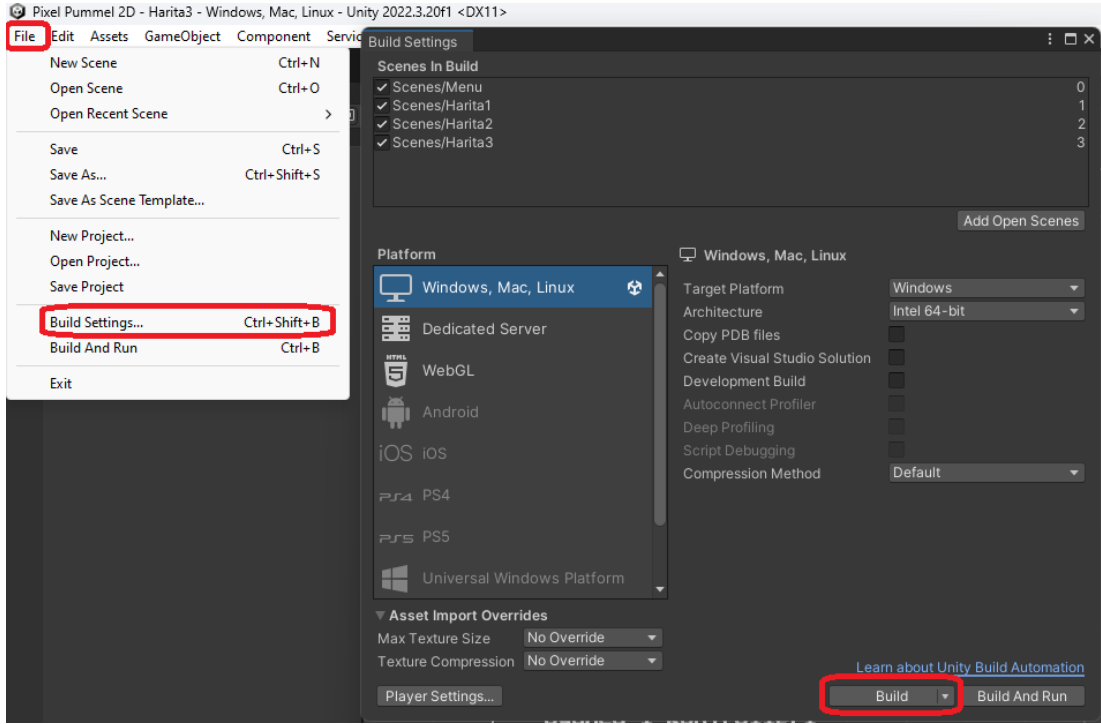 Pixel Pummel 2D - Harita3 - Windows, Mac, Linux - Unity 2022.3.20f1 <DX11>
File Edit Assets GameObject Component Servic
New Scene Ctrl+N
Open Scene Ctrl+O
Open Recent Scene >
Save Ctrl+S
Save As... Ctrl+Shift+S
Save As Scene Template...
New Project...
Open Project...
Save Project
Build Settings... Ctrl+Shift+B
Build And Run Ctrl+B
Exit
Build Settings
Scenes In Build
Scenes/Menu 0
Scenes/Harita1 1
Scenes/Harita2 2
Scenes/Harita3 3
Add Open Scenes
Platform
Windows, Mac, Linux
Dedicated Server
HTML 5 WebGL
Android
iOS iOS
PS4 PS4
PS5 PS5
Universal Windows Platform
Windows, Mac, Linux
Target Platform Windows
Architecture Intel 64-bit
Copy PDB files
Create Visual Studio Solution
Development Build
Autoconnect Profiler
Deep Profiling
Script Debugging
Compression Method Default
Asset Import Overrides
Max Texture Size No Override
Texture Compression No Override
Learn about Unity Build Automation
Player Settings... Build Build And Run